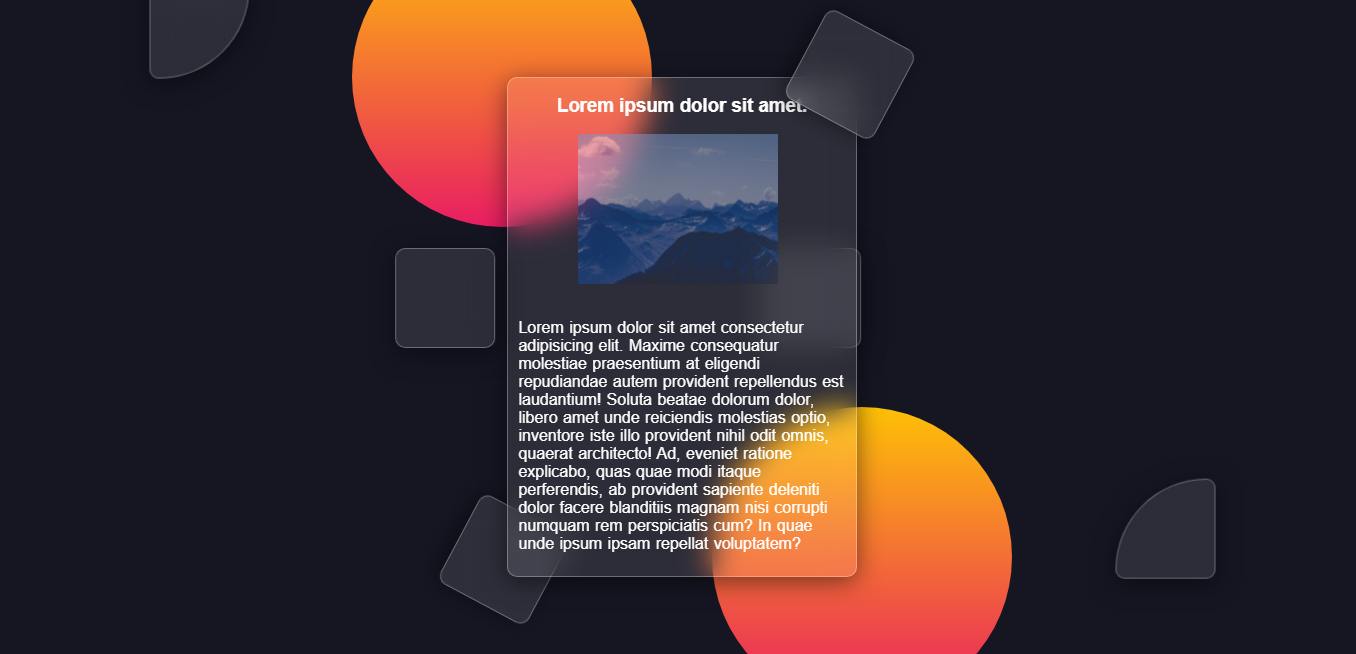 Lorem ipsum dolor sit amet.
Lorem ipsum dolor sit amet consectetur
adipisicing elit. Maxime consequatur
molestiae praesentium at eligendi
repudiandae autem provident repellendus est
laudantium! Soluta beatae dolorum dolor,
libero amet unde reiciendis molestias optio,
inventore iste illo provident nihil odit omnis,
quaerat architecto! Ad, eveniet ratione
explicabo, quas quae modi itaque
perferendis, ab provident sapiente deleniti
dolor facere blanditiis magnam nisi corrupti
numquam rem perspiciatis cum? In quae
unde ipsum ipsam repellat voluptatem?